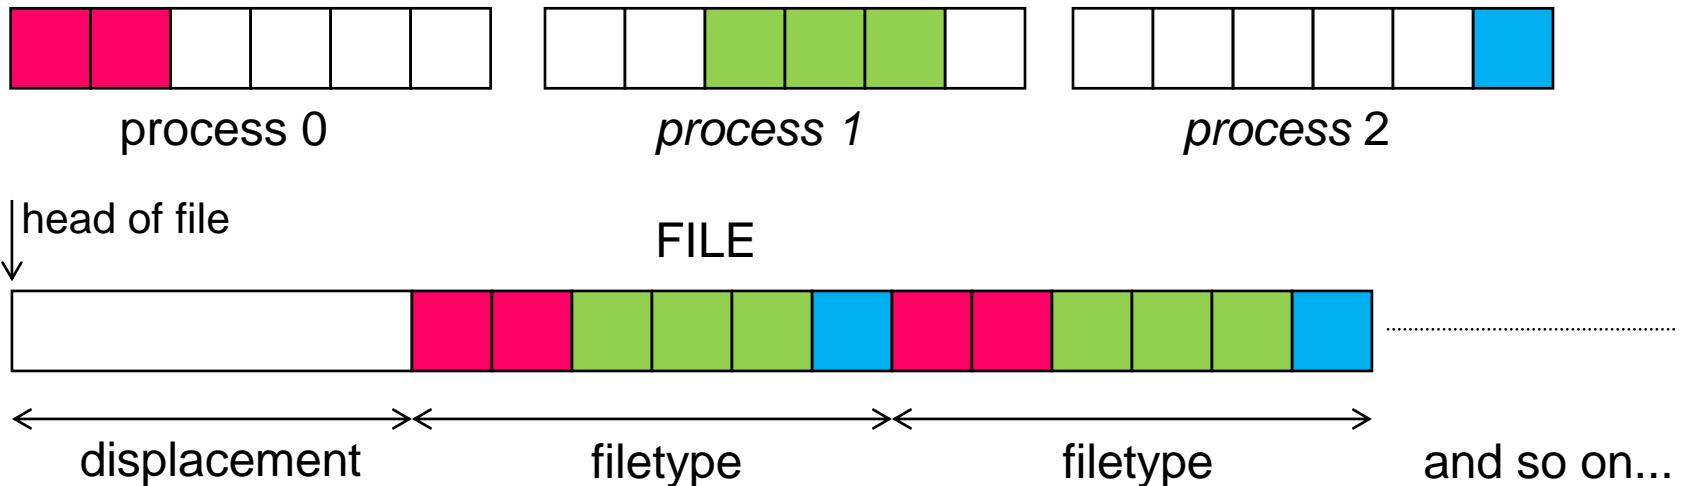 process 0
process 1
process 2
head of file
FILE
displacement
filetype
filetype
and so on...